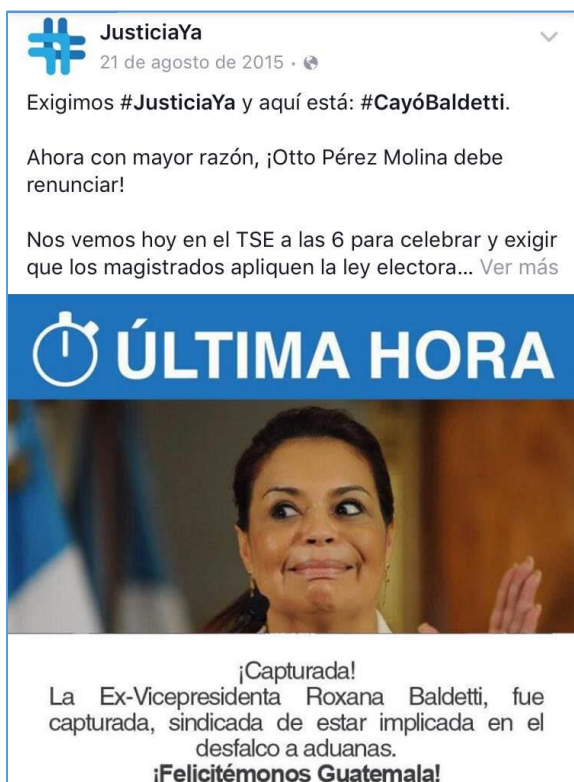 JusticiaYa
21 de agosto de 2015 ·
Exigimos #JusticiaYa y aquí está: #CayóBaldetti.
Ahora con mayor razón, ¡Otto Pérez Molina debe
renunciar!
Nos vemos hoy en el TSE a las 6 para celebrar y exigir
que los magistrados apliquen la ley electora... Ver más
ÚLTIMA HORA
¡Capturada!
La Ex-Vicepresidenta Roxana Baldetti, fue
capturada, sindicada de estar implicada en el
desfalco a aduanas.
¡Felicitémonos Guatemala!